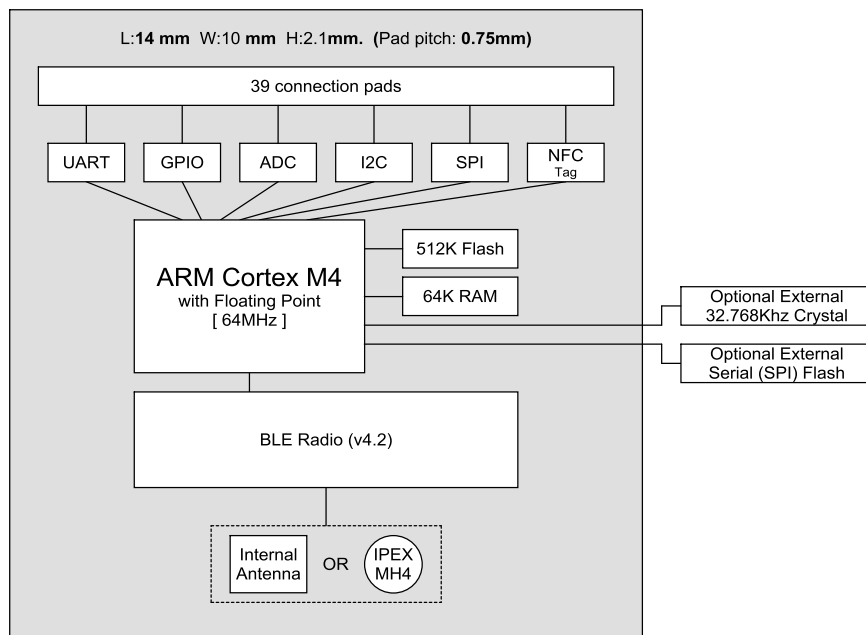 L:14 mm W:10 mm H:2.1mm. (Pad pitch: 0.75mm)
39 connection pads
UART GPIO ADC I2C SPI NFC
Tag
ARM Cortex M4
with Floating Point
[ 64MHz ]
512K Flash
64K RAM
Optional External
32.768Khz Crystal
Optional External
Serial (SPI) Flash
BLE Radio (v4.2)
Internal
Antenna
OR
IPEX
MH4